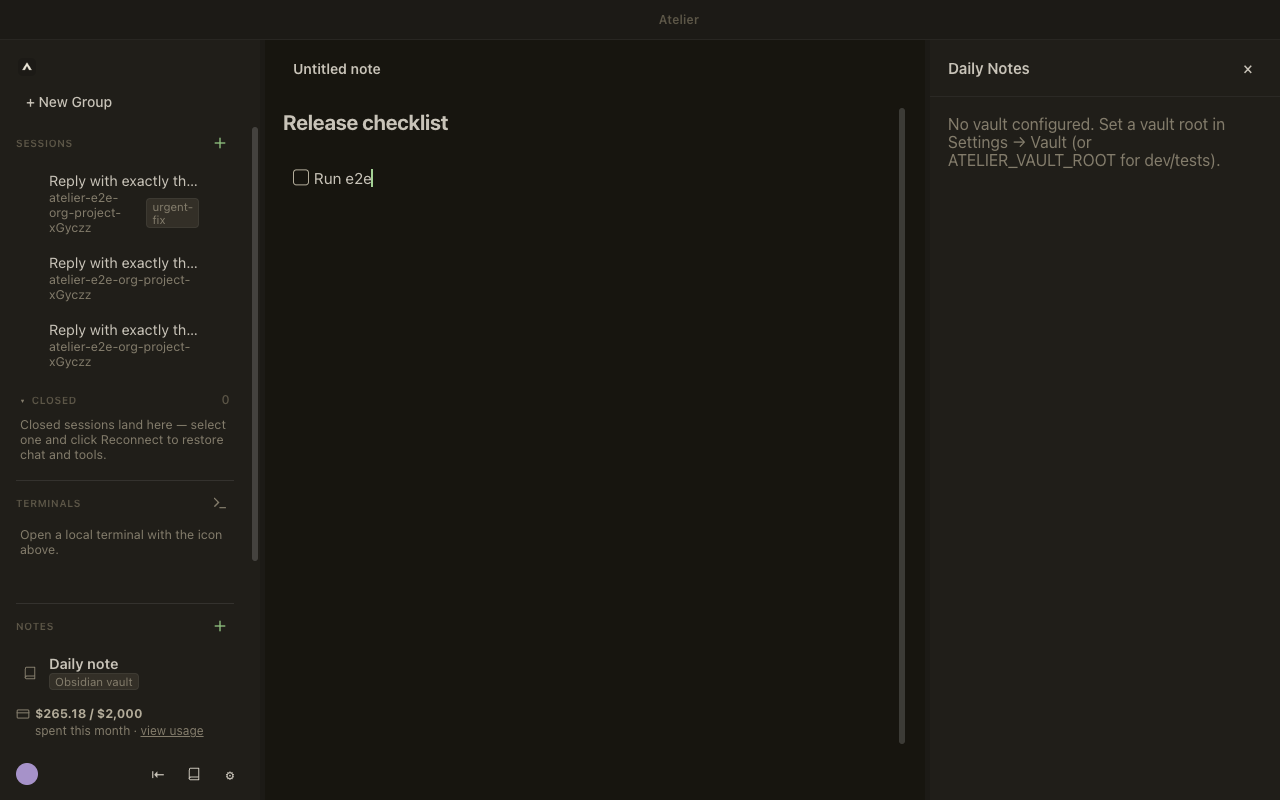 Atelier
+ New Group
SESSIONS
Reply with exactly th...
atelier-e2e-
org-project-
xGyczz
urgent-
fix
Reply with exactly th...
atelier-e2e-org-project-
xGyczz
Reply with exactly th...
atelier-e2e-org-project-
xGyczz
CLOSED
0
Closed sessions land here — select
one and click Reconnect to restore
chat and tools.
TERMINALS
Open a local terminal with the icon
above.
NOTES
Daily note
Obsidian vault
$265.18 / $2,000
spent this month · view usage
Untitled note
Release checklist
Run e2e
Daily Notes
No vault configured. Set a vault root in
Settings → Vault (or
ATELIER_VAULT_ROOT for dev/tests).